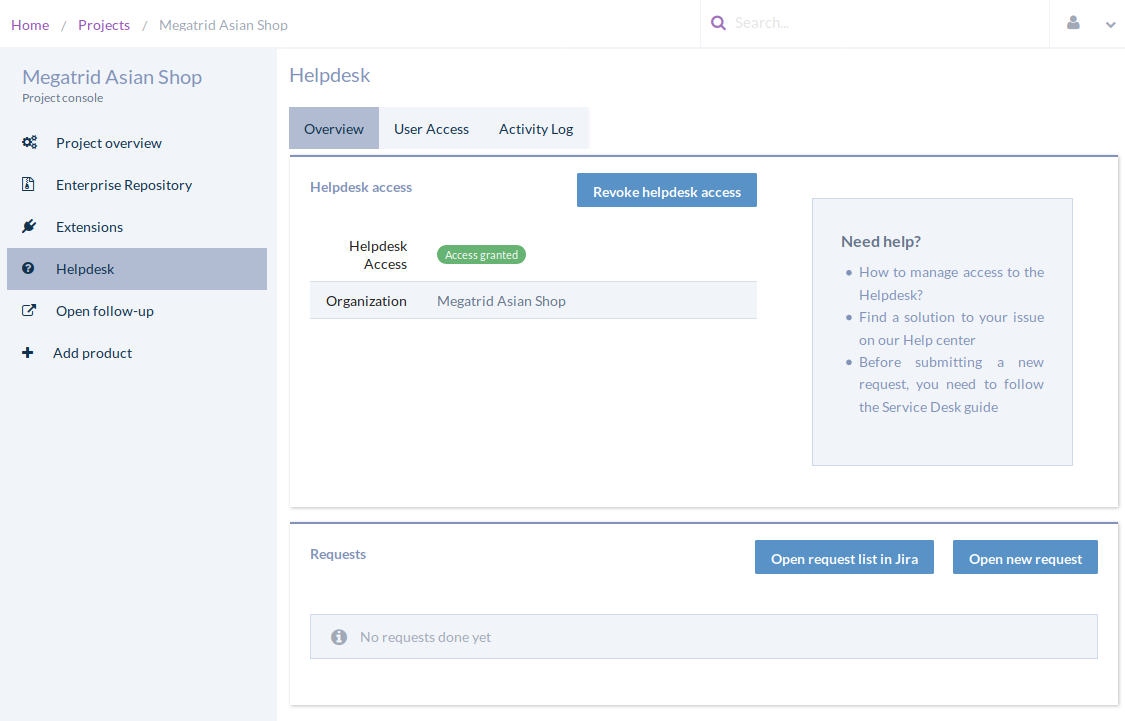 Home / Projects / Megatrid Asian Shop
Search...
Megatrid Asian Shop
Project console
Project overview
Enterprise Repository
Extensions
Helpdesk
Open follow-up
Add product
Helpdesk
Overview User Access Activity Log
Helpdesk access
Revoke helpdesk access
Helpdesk
Access
Access granted
Organization Megatrid Asian Shop
Need help?
• How to manage access to the
Helpdesk?
• Find a solution to your issue
on our Help center
• Before submitting a new
request, you need to follow
the Service Desk guide
Requests
Open request list in Jira
Open new request
No requests done yet